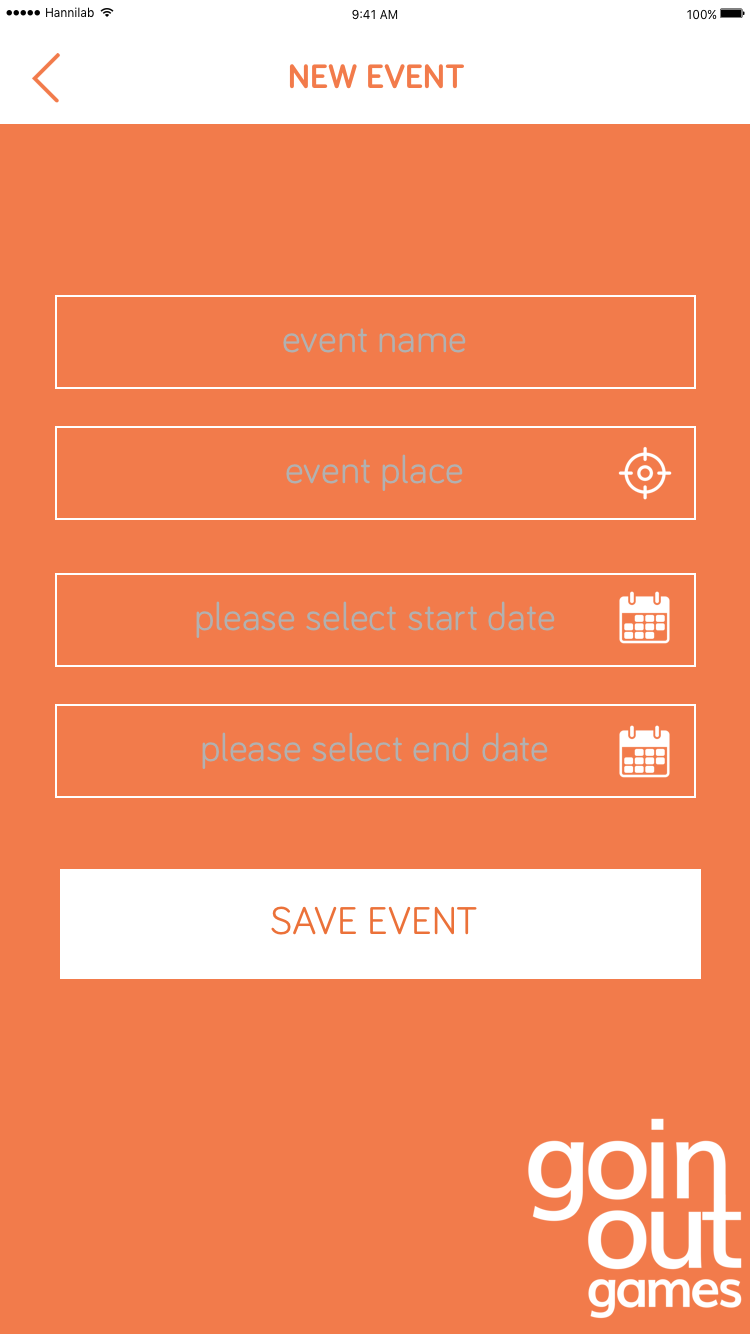 Hannilab 9:41 AM 100%
NEW EVENT
event name
event place
please select start date
please select end date
SAVE EVENT
goin
out
games